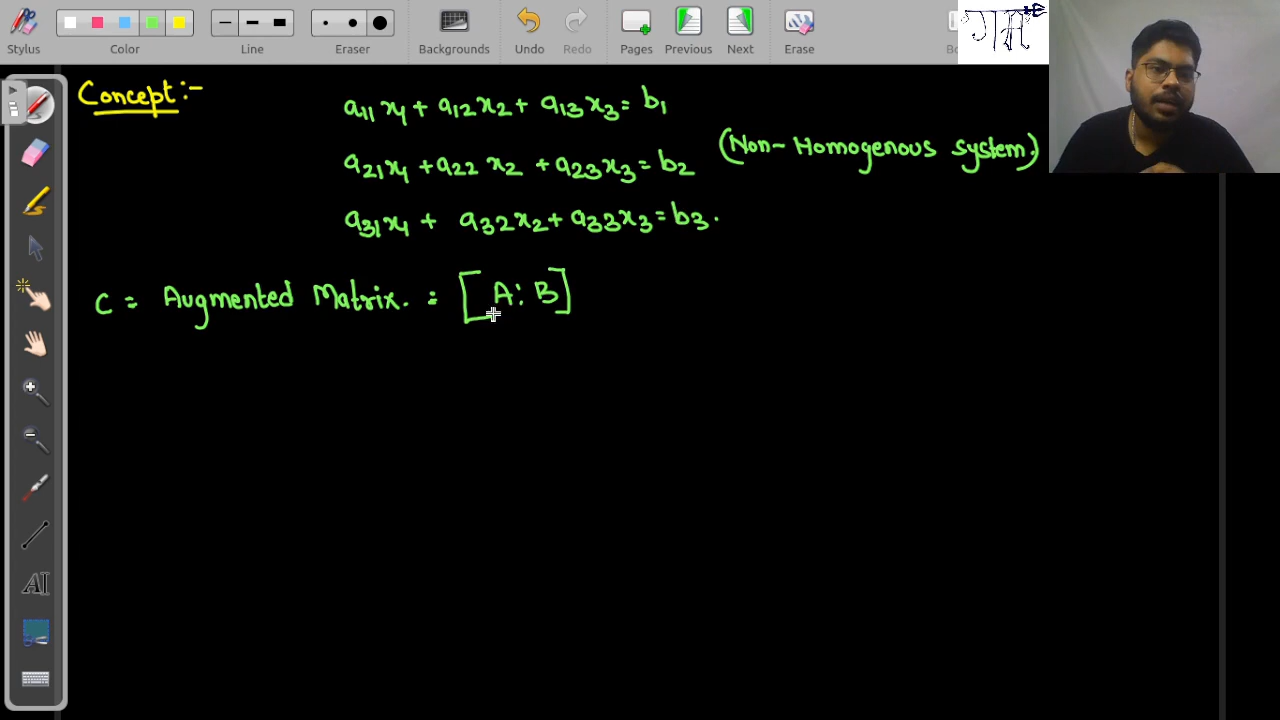 Stylus Color Line Eraser Backgrounds Undo Redo Pages Previous Next Erase
Concept :-
a11 x1 + a12 x2 + a13 x3 = b1
(Non-Homogenous system.)
a21 x1 + a22 x2 + a23 x3 = b2
a31 x1 + a32 x2 + a33 x3 = b3.
C = Augmented Matrix. = [A : B]
AI